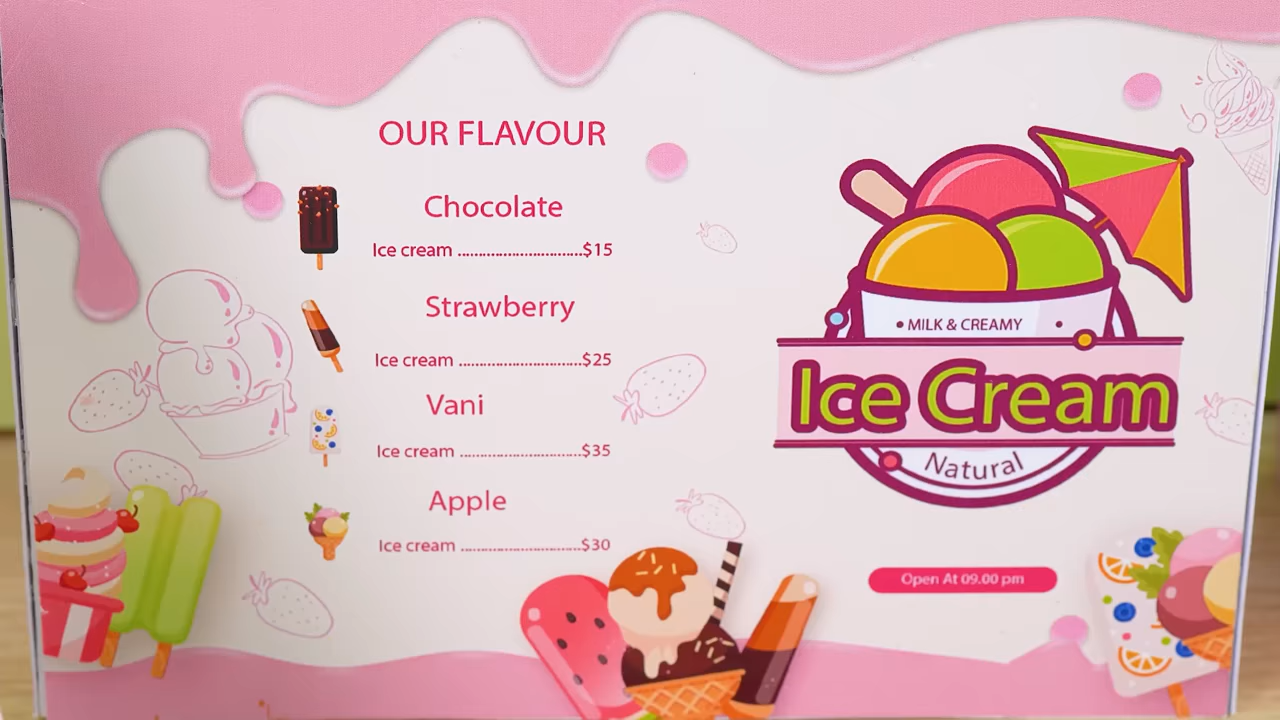 OUR FLAVOUR
Chocolate
Ice cream ..............................$15
Strawberry
Ice cream ..............................$25
Vani
Ice cream ..............................$35
Apple
Ice cream ..............................$30
• MILK & CREAMY •
Ice Cream
Natural
Open At 09.00 pm